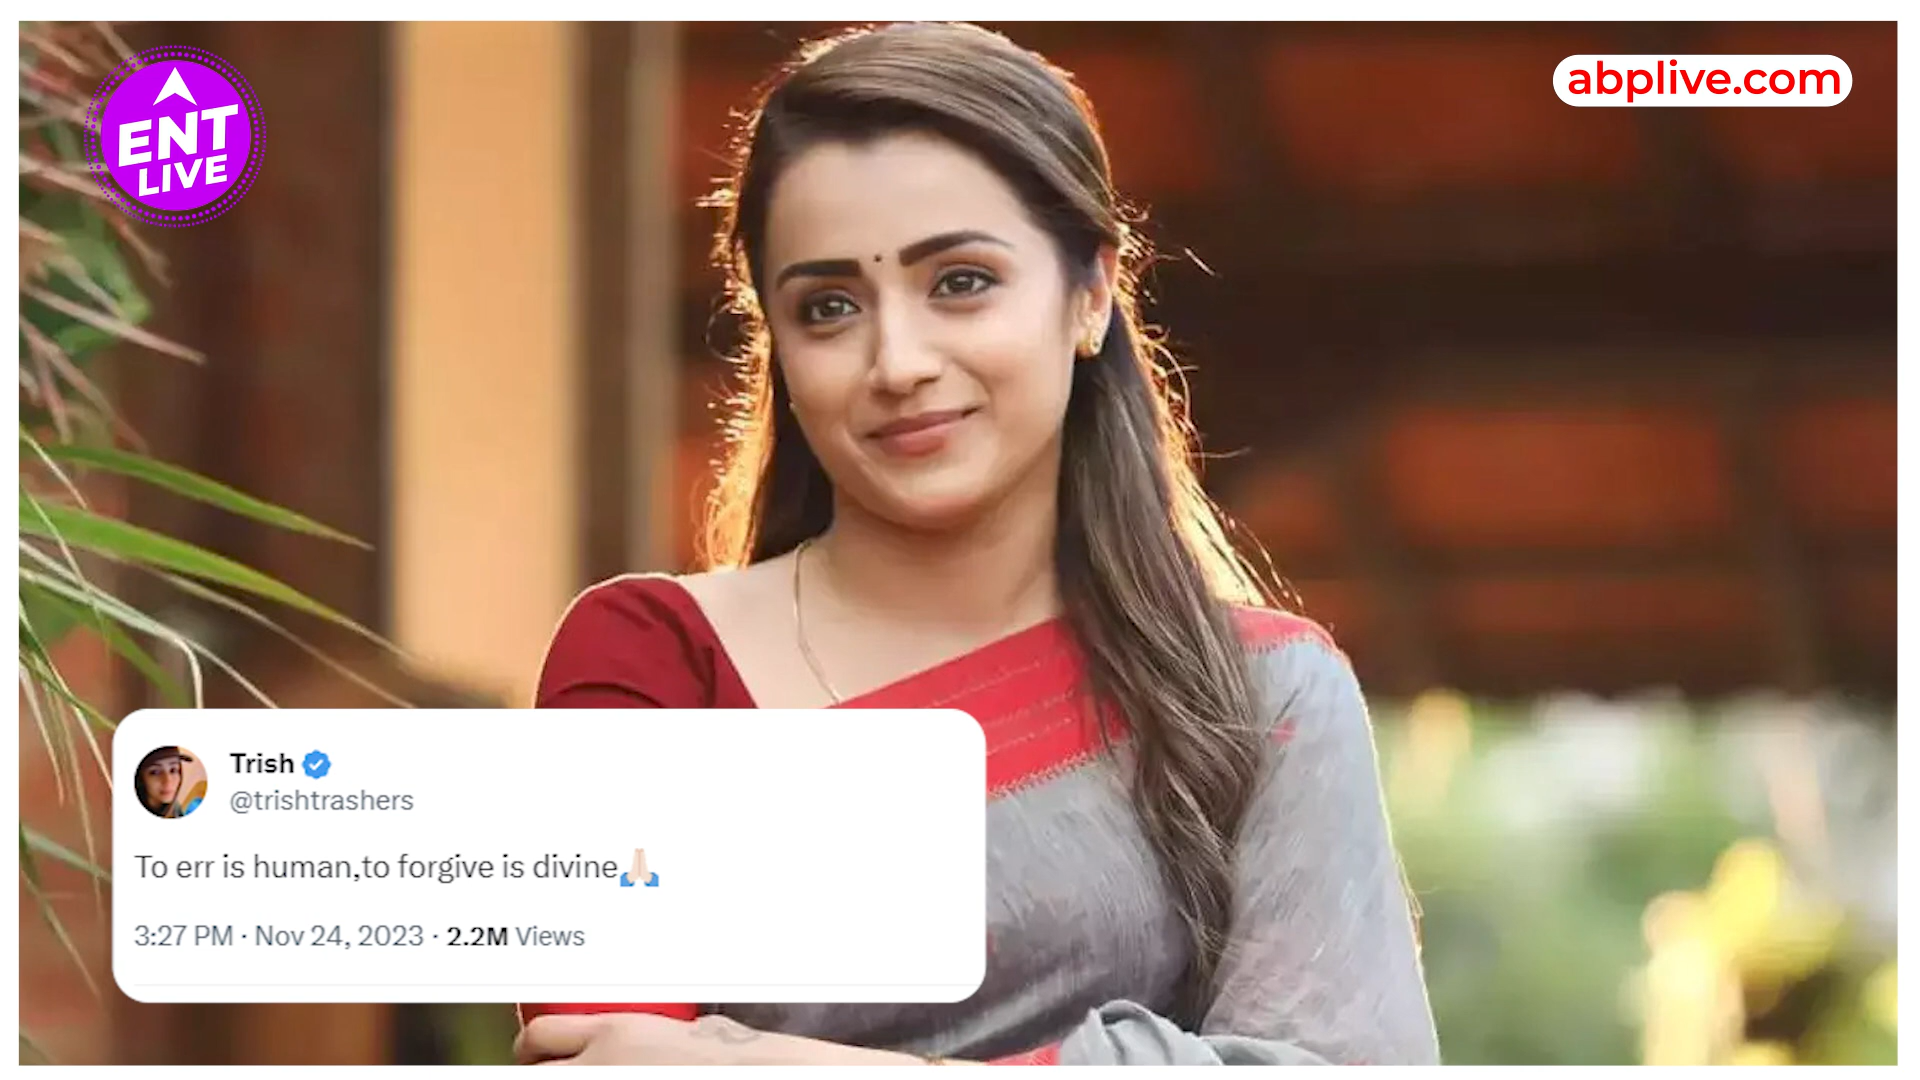 ENT
LIVE
abplive.com
Trish
@trishtrashers
To err is human,to forgive is divine🙏🏻
3:27 PM · Nov 24, 2023 · 2.2M Views